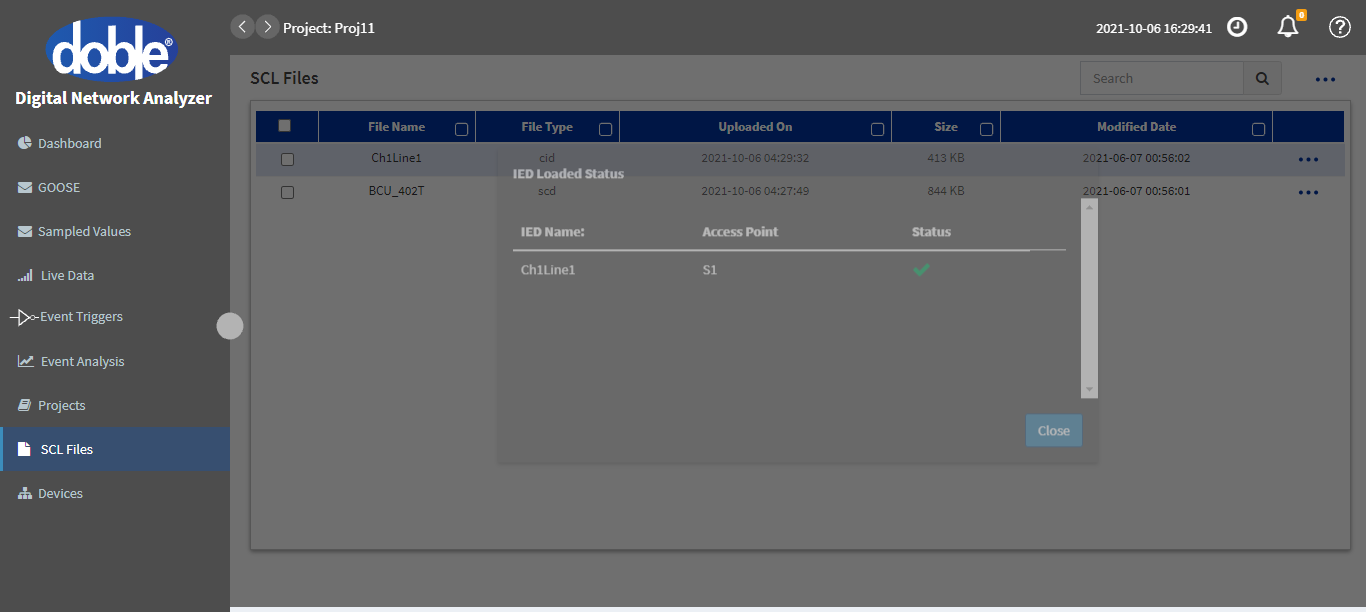 doble®
Digital Network Analyzer
Dashboard
GOOSE
Sampled Values
Live Data
Event Triggers
Event Analysis
Projects
SCL Files
Devices
Project: Proj11
2021-10-06 16:29:41
0
SCL Files
Search
File Name File Type Uploaded On Size Modified Date
Ch1Line1 cid 2021-10-06 04:29:32 413 KB 2021-06-07 00:56:02
BCU_402T scd 2021-10-06 04:27:49 844 KB 2021-06-07 00:56:01
IED Loaded Status
IED Name: Access Point Status
Ch1Line1 S1
Close